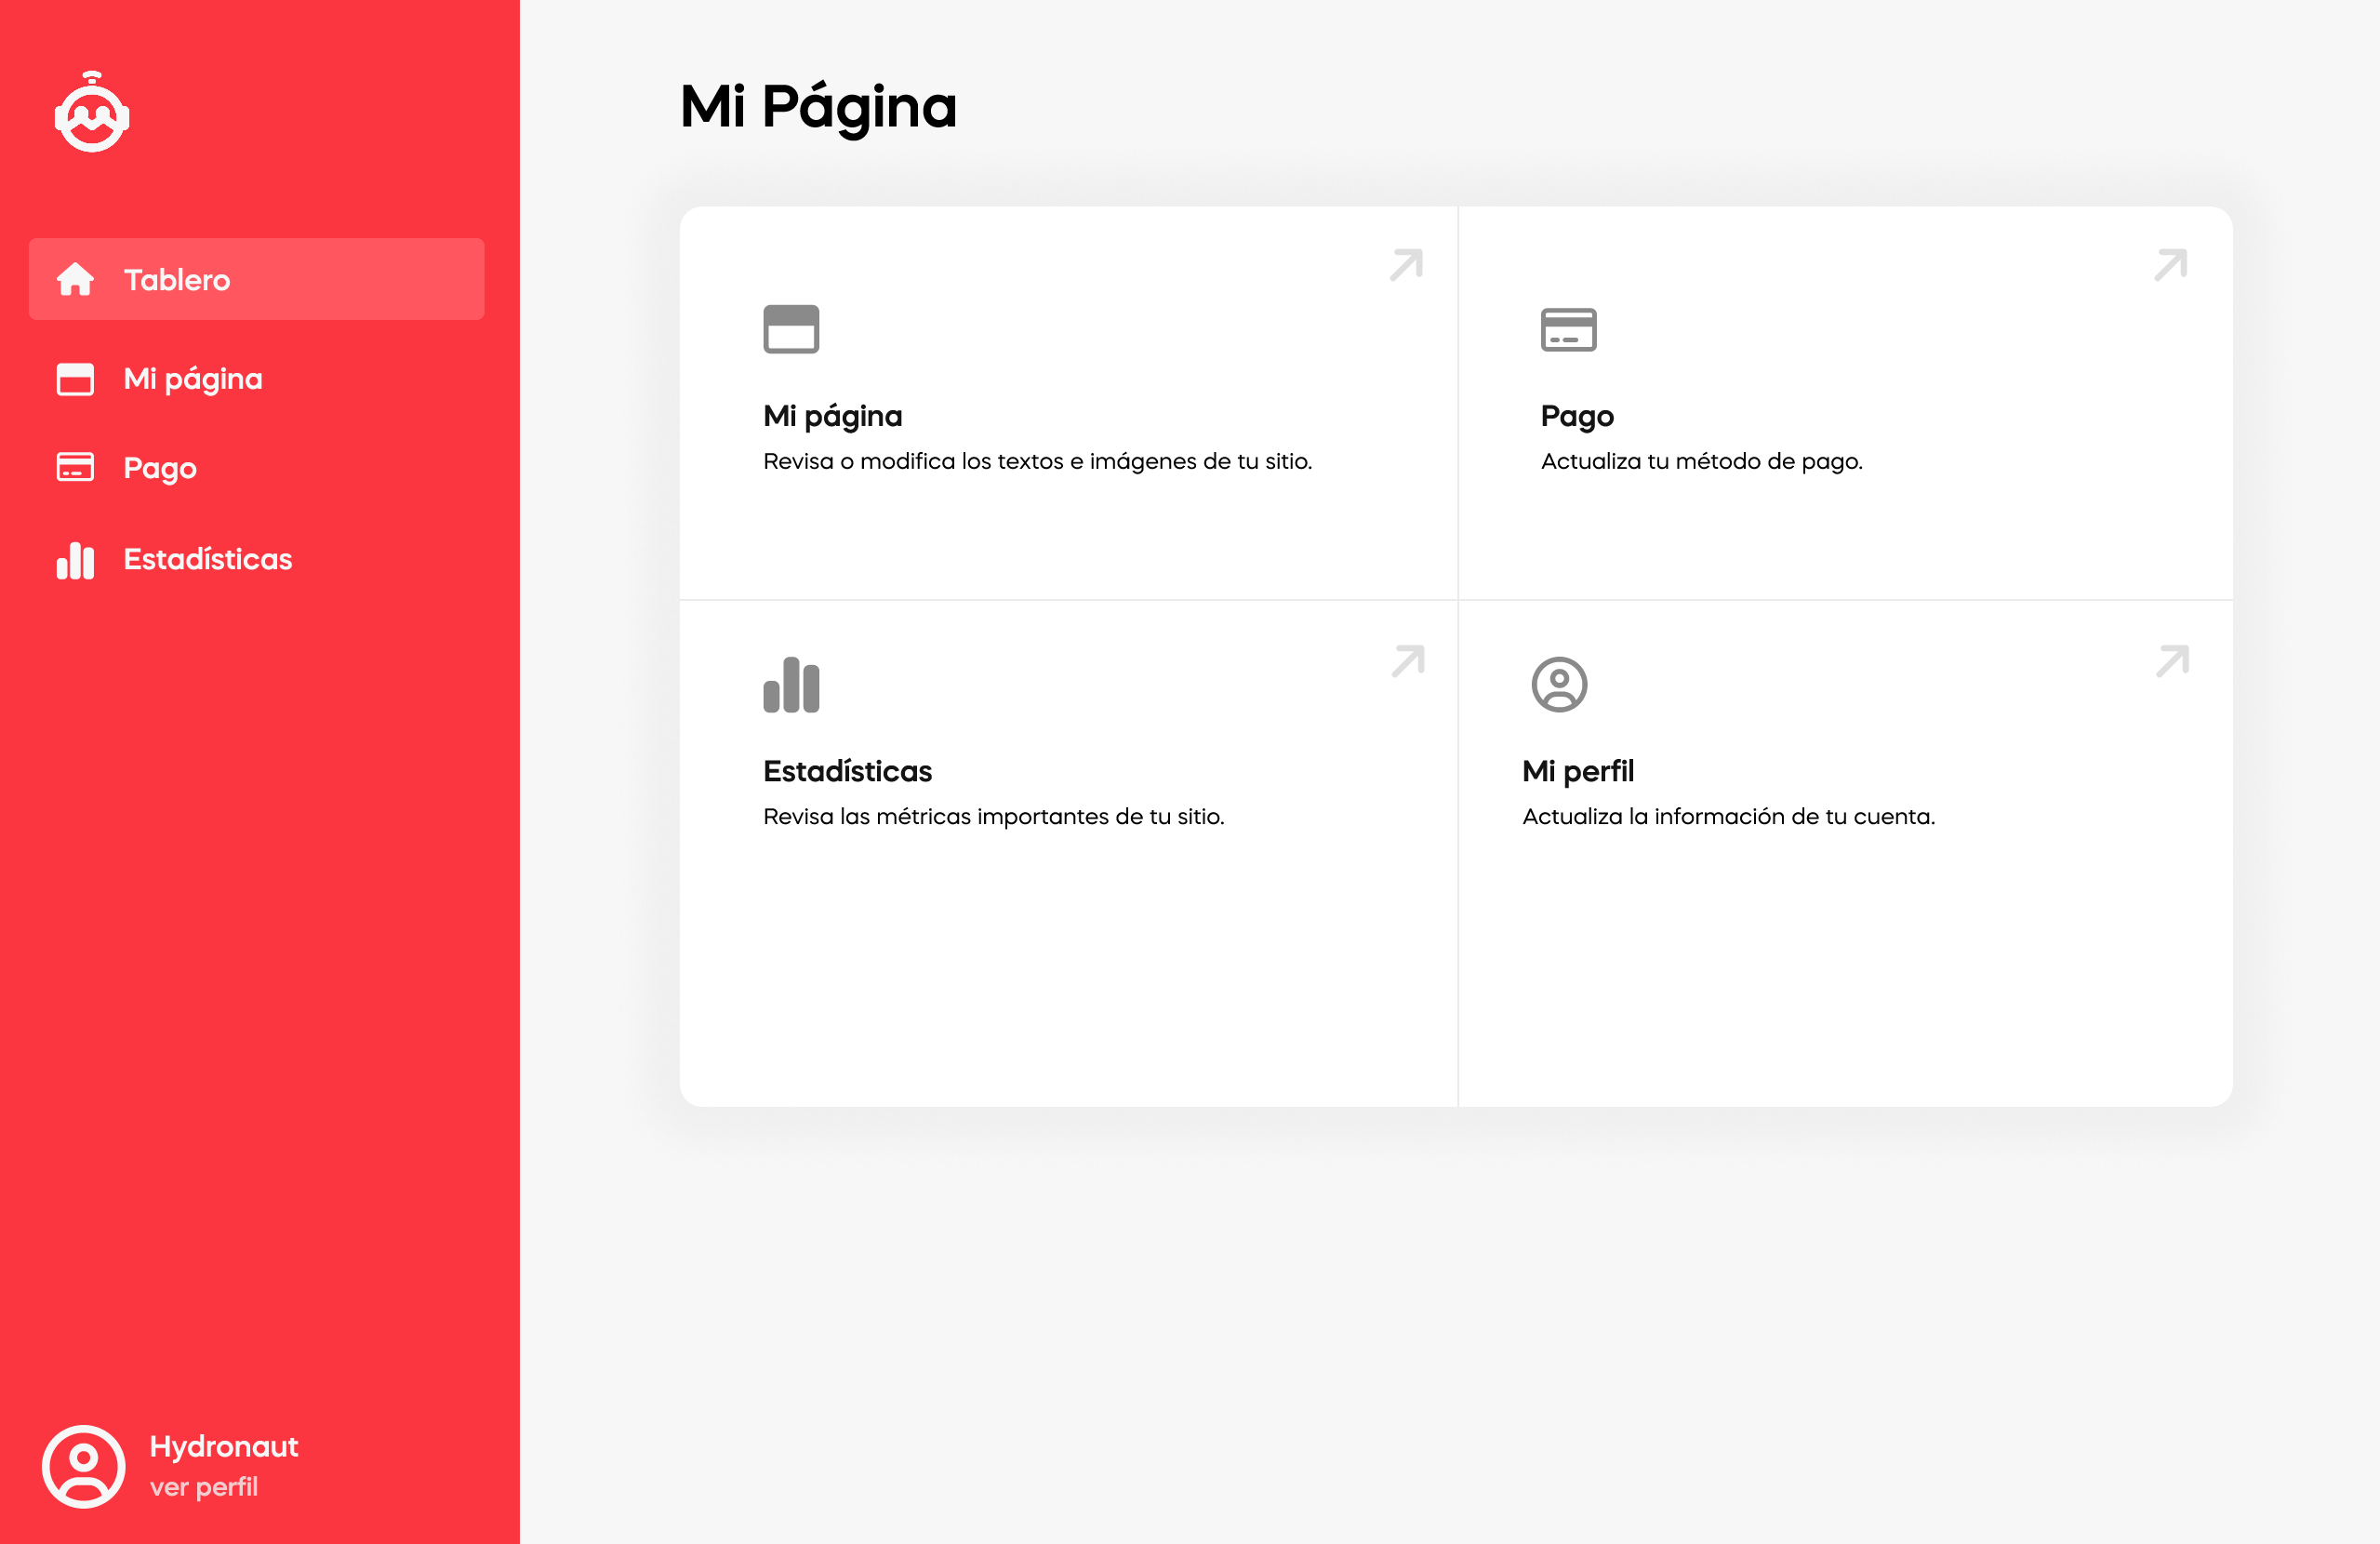 Tablero
Mi página
Pago
Estadísticas
Hydronaut
ver perfil
Mi Página
Mi página
Revisa o modifica los textos e imágenes de tu sitio.
Pago
Actualiza tu método de pago.
Estadísticas
Revisa las métricas importantes de tu sitio.
Mi perfil
Actualiza la información de tu cuenta.